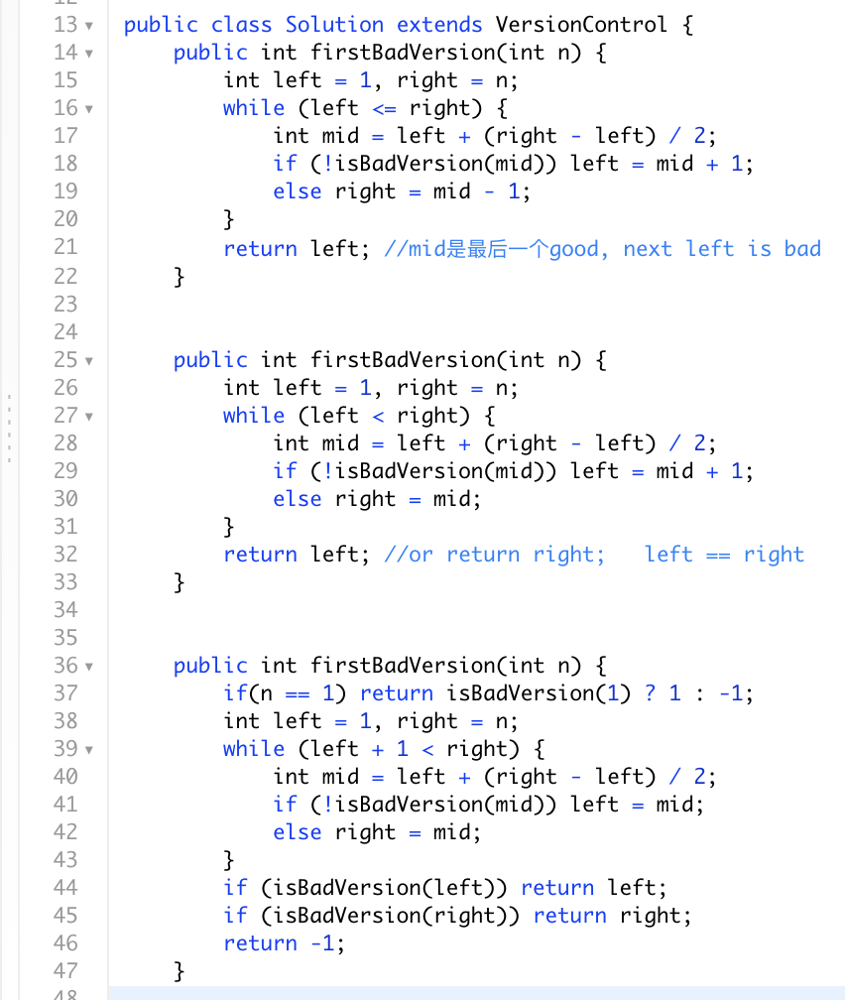 13 public class Solution extends VersionControl {
14 public int firstBadVersion(int n) {
15 int left = 1, right = n;
16 while (left <= right) {
17 int mid = left + (right - left) / 2;
18 if (!isBadVersion(mid)) left = mid + 1;
19 else right = mid - 1;
20 }
21 return left; //mid是最后一个good, next left is bad
22 }
23
24
25 public int firstBadVersion(int n) {
26 int left = 1, right = n;
27 while (left < right) {
28 int mid = left + (right - left) / 2;
29 if (!isBadVersion(mid)) left = mid + 1;
30 else right = mid;
31 }
32 return left; //or return right;   left == right
33 }
34
35
36 public int firstBadVersion(int n) {
37 if(n == 1) return isBadVersion(1) ? 1 : -1;
38 int left = 1, right = n;
39 while (left + 1 < right) {
40 int mid = left + (right - left) / 2;
41 if (!isBadVersion(mid)) left = mid;
42 else right = mid;
43 }
44 if (isBadVersion(left)) return left;
45 if (isBadVersion(right)) return right;
46 return -1;
47 }
48